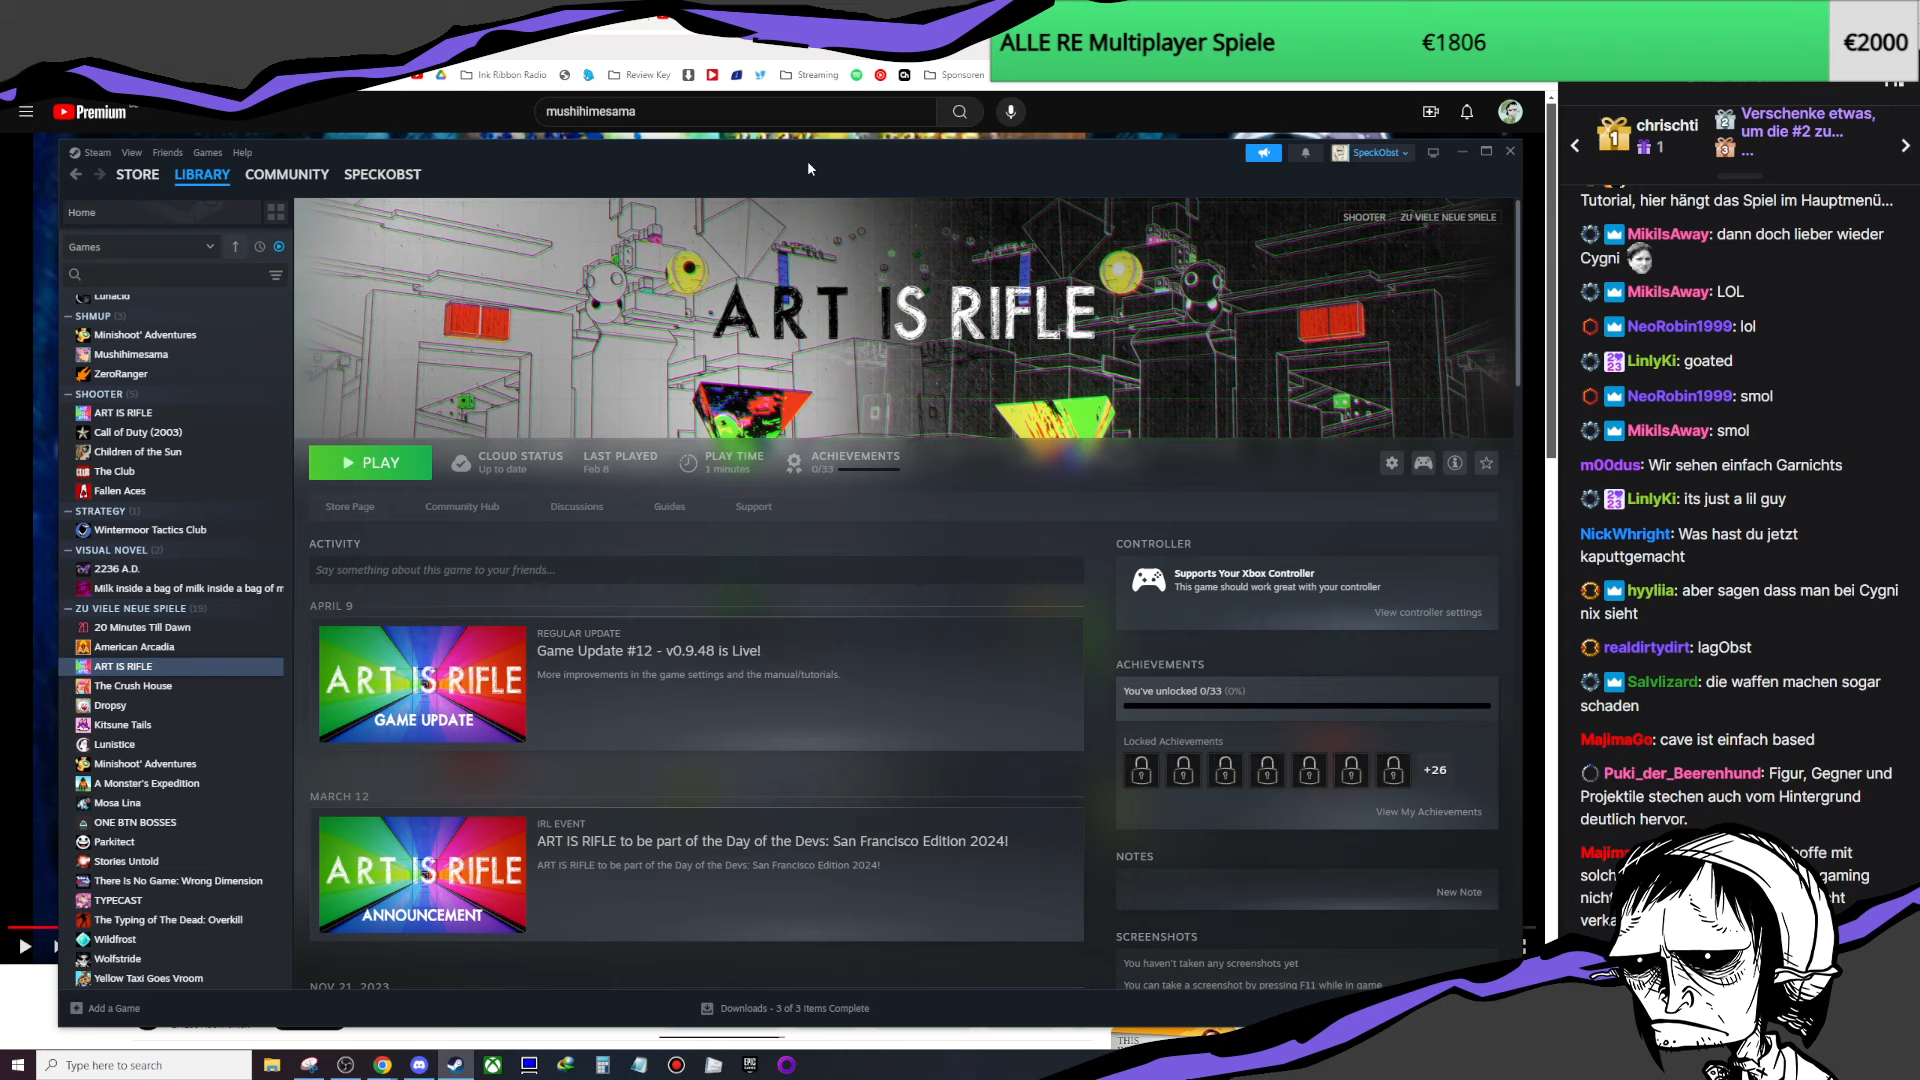 ALLE RE Multiplayer Spiele €1806 €2000
Ink Ribbon Radio
Review Key
Streaming
Sponsoren
Premium
mushihimesama
chrischti
1
Verschenke etwas,
um die #2 zu...
...
Steam View Friends Games Help
SpeckObst
STORE LIBRARY COMMUNITY SPECKOBST
Home
Games
Lunacid
SHMUP (3)
Minishoot' Adventures
Mushihimesama
ZeroRanger
SHOOTER (5)
ART IS RIFLE
Call of Duty (2003)
Children of the Sun
The Club
Fallen Aces
STRATEGY (1)
Wintermoor Tactics Club
VISUAL NOVEL (2)
2236 A.D.
Milk inside a bag of milk inside a bag of m
ZU VIELE NEUE SPIELE (19)
20 Minutes Till Dawn
American Arcadia
ART IS RIFLE
The Crush House
Dropsy
Kitsune Tails
Lunistice
Minishoot' Adventures
A Monster's Expedition
Mosa Lina
ONE BTN BOSSES
Parkitect
Stories Untold
There Is No Game: Wrong Dimension
TYPECAST
The Typing of The Dead: Overkill
Wildfrost
Wolfstride
Yellow Taxi Goes Vroom
Add a Game
SHOOTER ZU VIELE NEUE SPIELE
ART IS RIFLE
PLAY
CLOUD STATUS
Up to date
LAST PLAYED
Feb 8
PLAY TIME
1 minutes
ACHIEVEMENTS
0/33
Store Page Community Hub Discussions Guides Support
ACTIVITY
Say something about this game to your friends...
APRIL 9
ART IS RIFLE
GAME UPDATE
REGULAR UPDATE
Game Update #12 - v0.9.48 is Live!
More improvements in the game settings and the manual/tutorials.
MARCH 12
ART IS RIFLE
ANNOUNCEMENT
IRL EVENT
ART IS RIFLE to be part of the Day of the Devs: San Francisco Edition 2024!
ART IS RIFLE to be part of the Day of the Devs: San Francisco Edition 2024!
NOV 21, 2023
CONTROLLER
Supports Your Xbox Controller
This game should work great with your controller
View controller settings
ACHIEVEMENTS
You've unlocked 0/33 (0%)
Locked Achievements
+26
View My Achievements
NOTES
New Note
SCREENSHOTS
You haven't taken any screenshots yet
You can take a screenshot by pressing F11 while in game
Downloads - 3 of 3 Items Complete
Tutorial, hier hängt das Spiel im Hauptmenü...
MikiIsAway: dann doch lieber wieder
Cygni
MikiIsAway: LOL
NeoRobin1999: lol
LinlyKi: goated
NeoRobin1999: smol
MikiIsAway: smol
m00dus: Wir sehen einfach Garnichts
LinlyKi: its just a lil guy
NickWhright: Was hast du jetzt
kaputtgemacht
hyyliia: aber sagen dass man bei Cygni
nix sieht
realdirtydirt: lagObst
Salvlizard: die waffen machen sogar
schaden
MajimaGo: cave ist einfach based
Puki_der_Beerenhund: Figur, Gegner und
Projektile stechen auch vom Hintergrund
deutlich hervor.
Type here to search